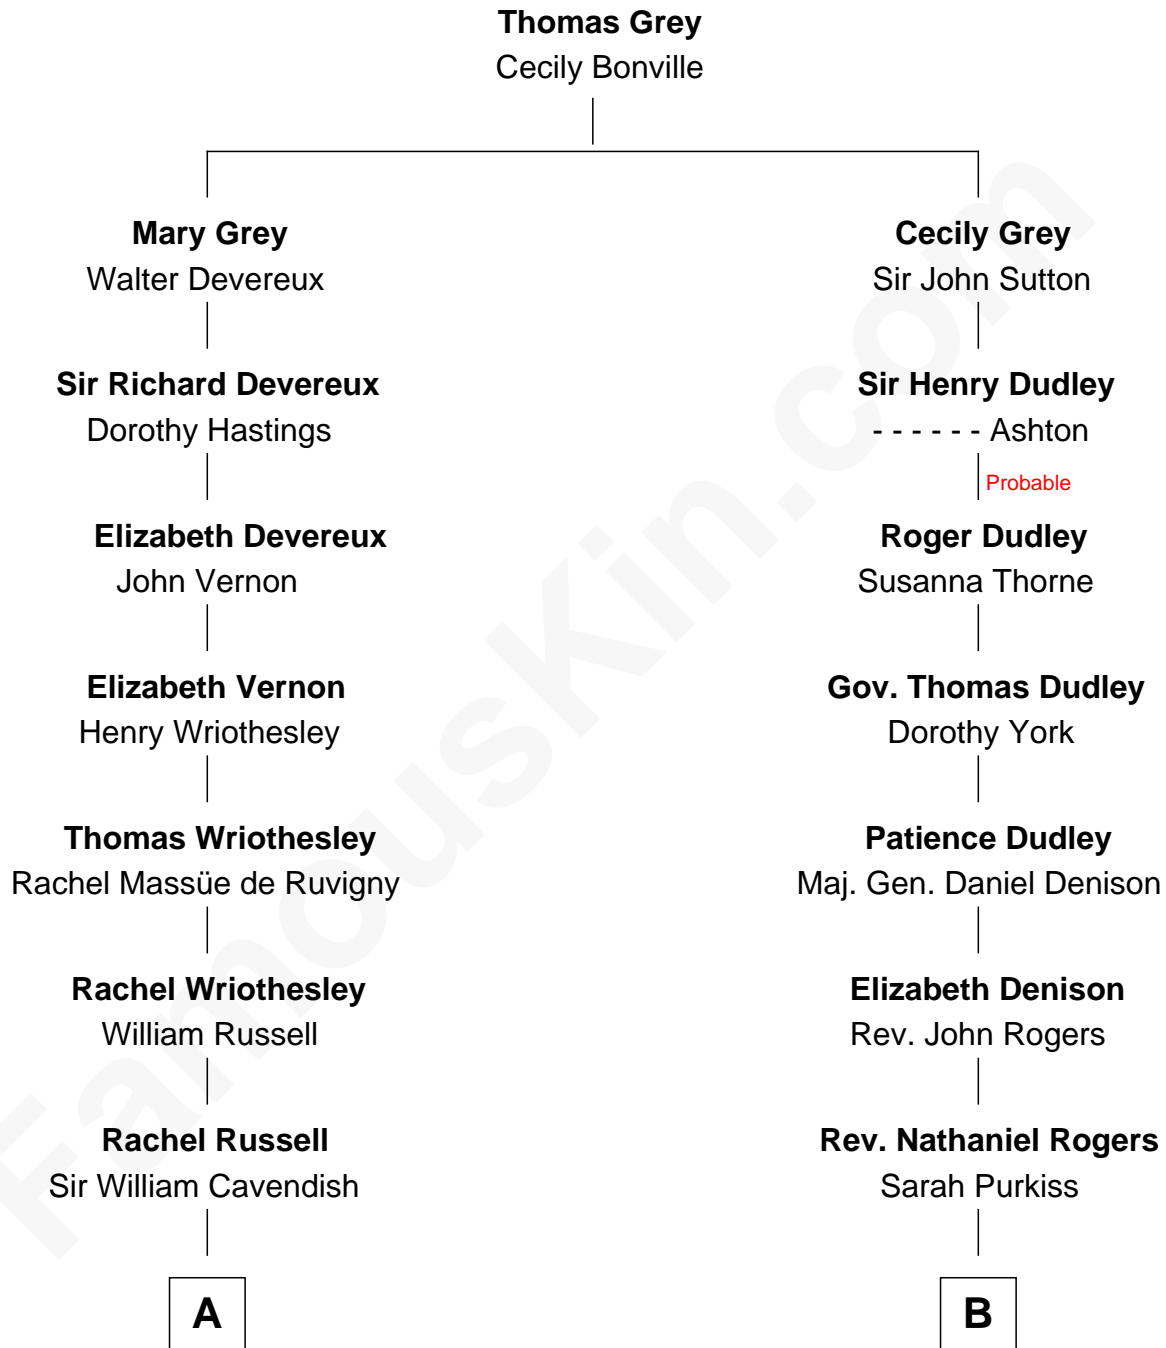 Thomas Grey
Cecily Bonville
Mary Grey
Walter Devereux
Cecily Grey
Sir John Sutton
Sir Richard Devereux
Dorothy Hastings
Sir Henry Dudley
- - - - - - Ashton
Probable
Elizabeth Devereux
John Vernon
Roger Dudley
Susanna Thorne
Elizabeth Vernon
Henry Wriothesley
Gov. Thomas Dudley
Dorothy York
Thomas Wriothesley
Rachel Massüe de Ruvigny
Patience Dudley
Maj. Gen. Daniel Denison
Rachel Wriothesley
William Russell
Elizabeth Denison
Rev. John Rogers
Rachel Russell
Sir William Cavendish
Rev. Nathaniel Rogers
Sarah Purkiss
A
B
FamousKin.com